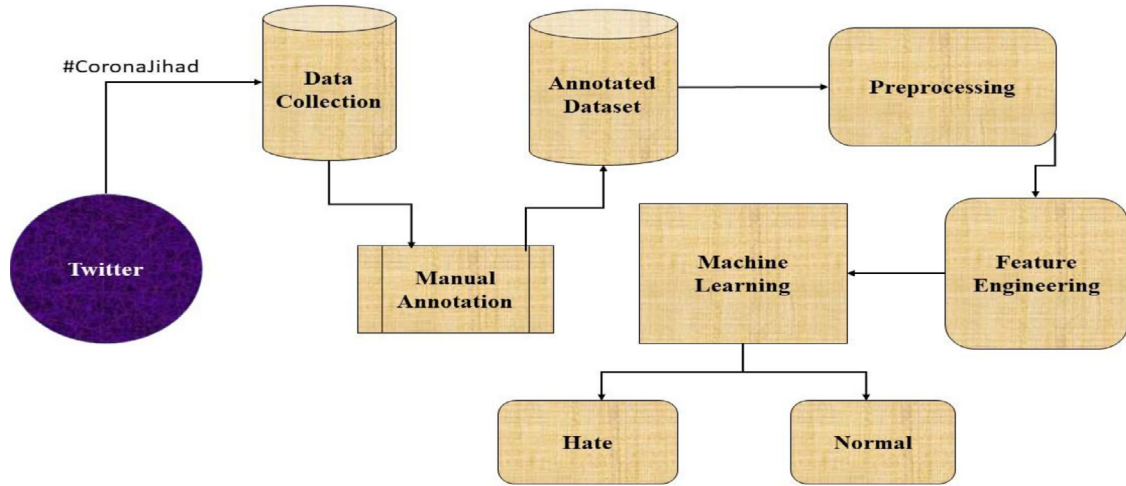 #CoronaJihad
Data
Collection
Annotated
Dataset
Preprocessing
Twitter
Manual
Annotation
Machine
Learning
Feature
Engineering
Hate
Normal